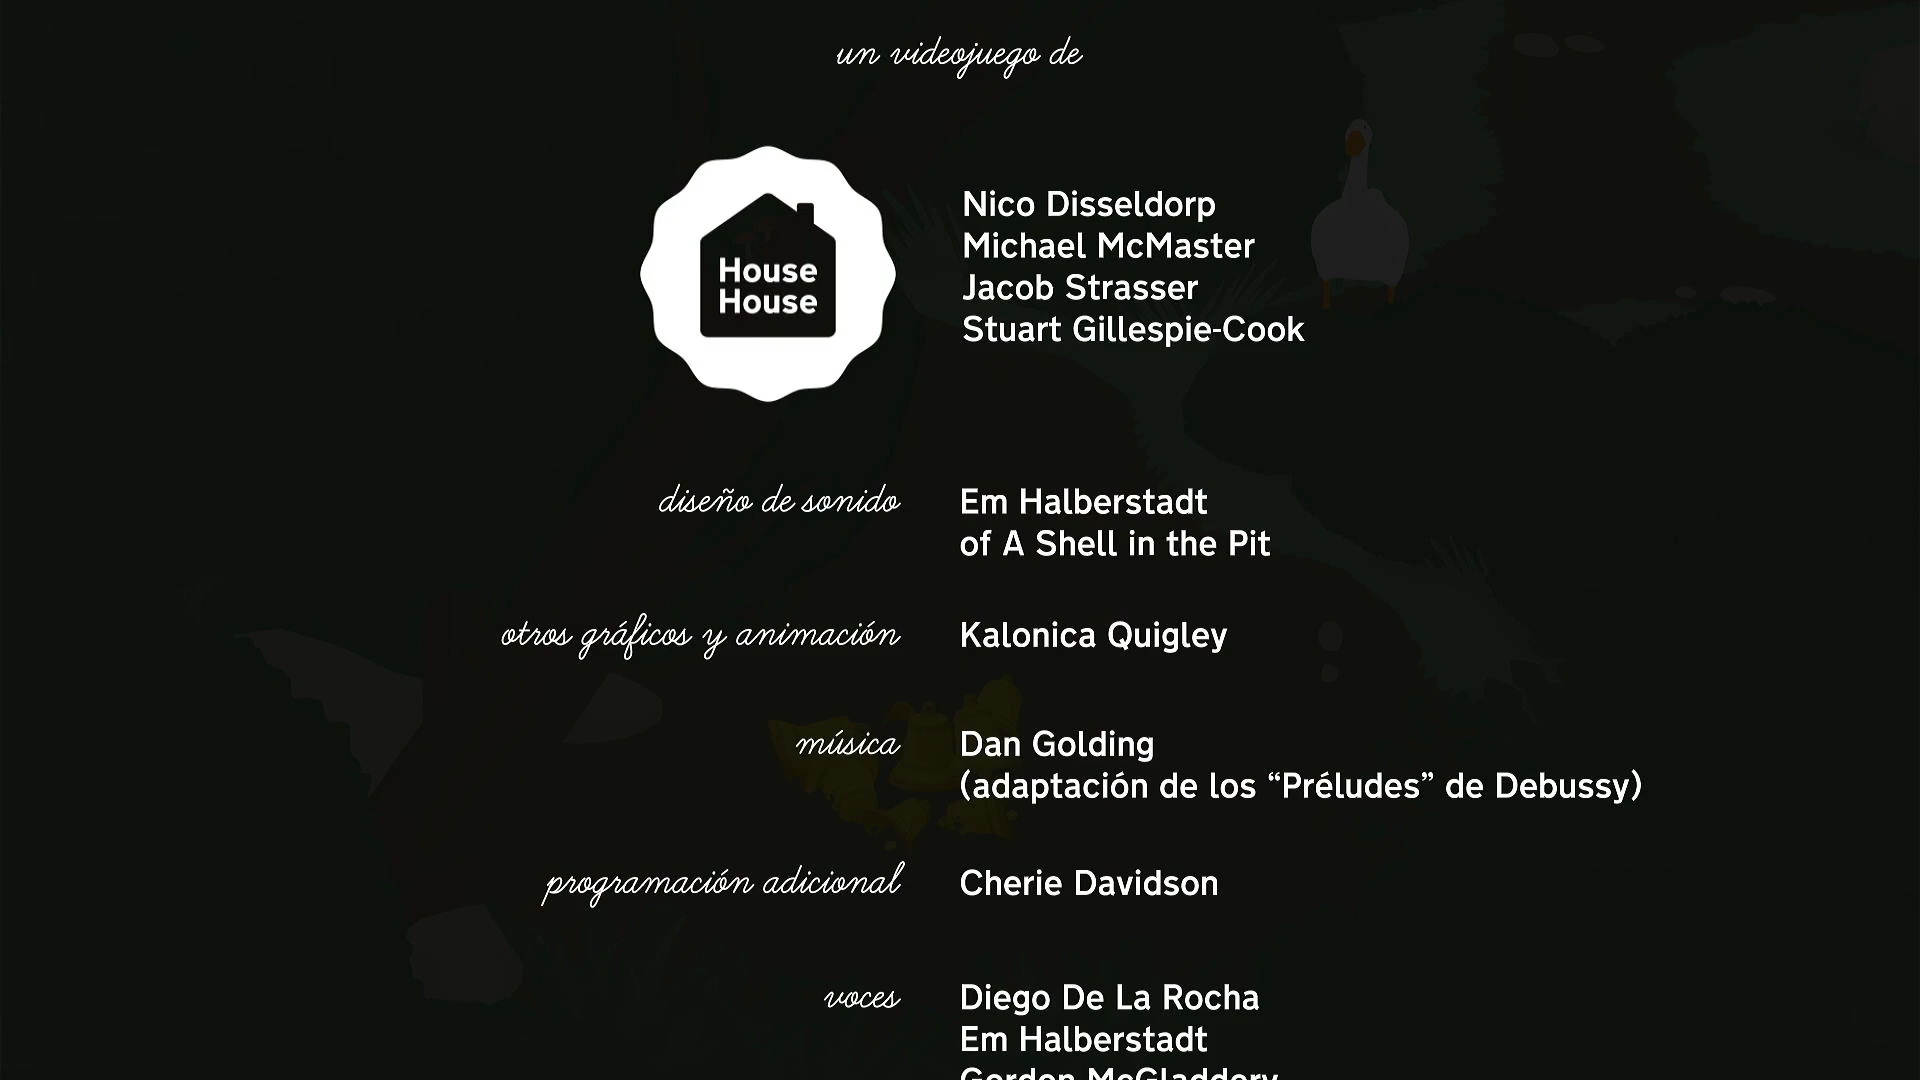 un videojuego de
House
House
Nico Disseldorp
Michael McMaster
Jacob Strasser
Stuart Gillespie-Cook
diseño de sonido
Em Halberstadt
of A Shell in the Pit
otros gráficos y animación
Kalonica Quigley
música
Dan Golding
(adaptación de los “Préludes” de Debussy)
programación adicional
Cherie Davidson
voces
Diego De La Rocha
Em Halberstadt
Gordon McGladdery